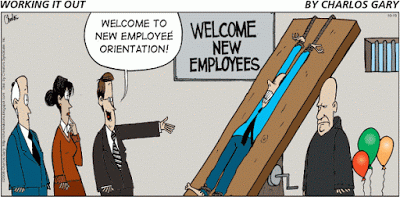 WORKING IT OUT
BY CHARLOS GARY
WELCOME TO
NEW EMPLOYEE
ORIENTATION!
WELCOME
NEW
EMPLOYEES